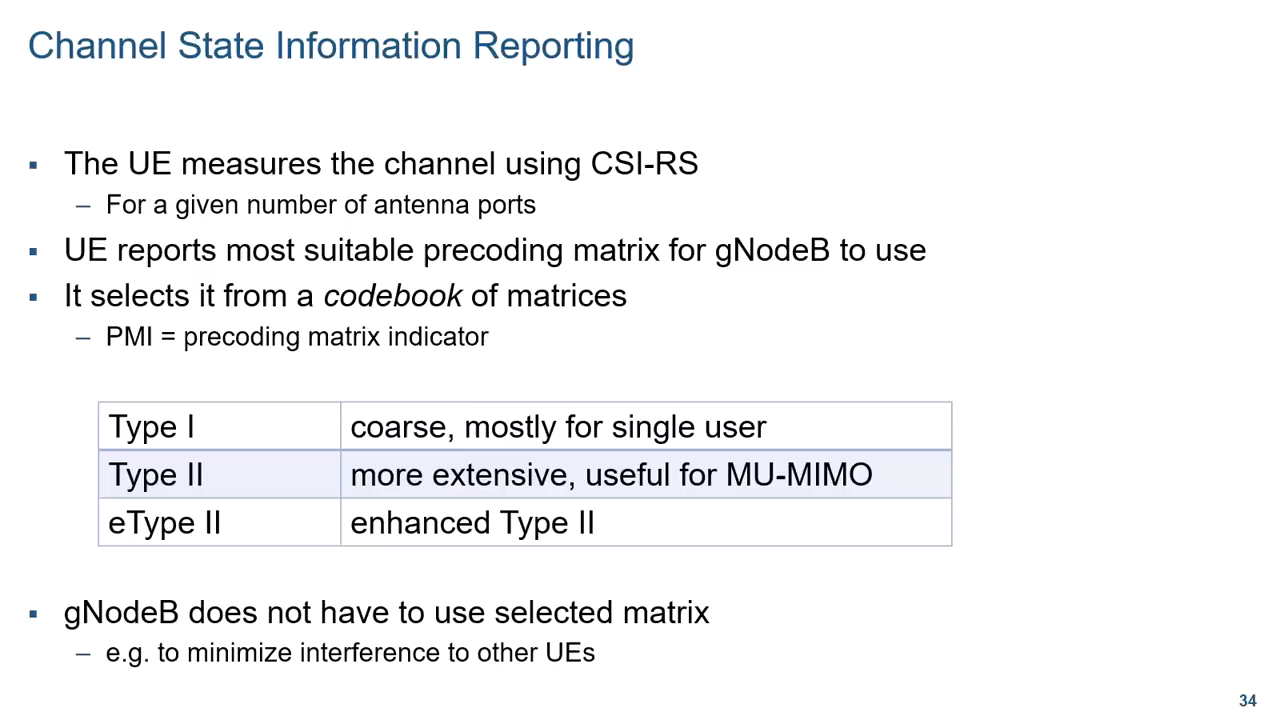 Channel State Information Reporting
▪ The UE measures the channel using CSI-RS
– For a given number of antenna ports
▪ UE reports most suitable precoding matrix for gNodeB to use
▪ It selects it from a codebook of matrices
– PMI = precoding matrix indicator
Type I coarse, mostly for single user
Type II more extensive, useful for MU-MIMO
eType II enhanced Type II
▪ gNodeB does not have to use selected matrix
– e.g. to minimize interference to other UEs
34